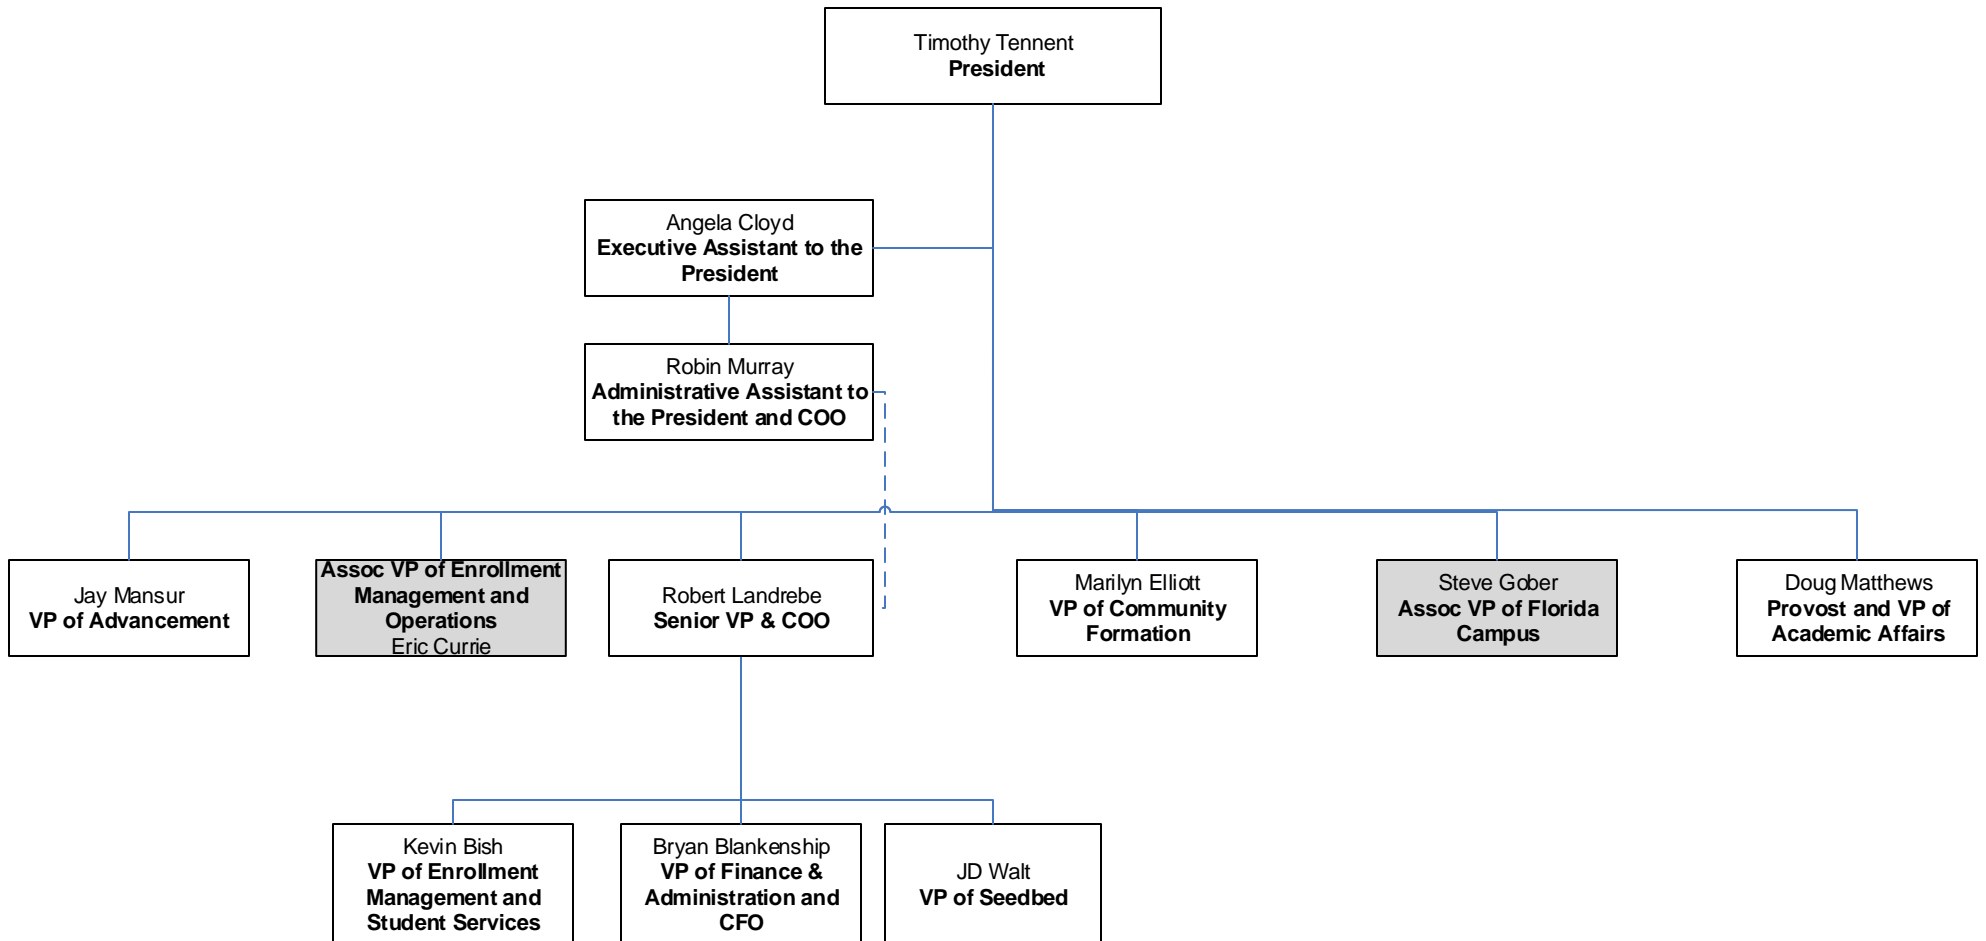 Timothy Tennent
President
Angela Cloyd
Executive Assistant to the
President
Robin Murray
Administrative Assistant to
the President and COO
Jay Mansur
VP of Advancement
Assoc VP of Enrollment
Management and
Operations
Eric Currie
Robert Landrebe
Senior VP & COO
Marilyn Elliott
VP of Community
Formation
Steve Gober
Assoc VP of Florida
Campus
Doug Matthews
Provost and VP of
Academic Affairs
Kevin Bish
VP of Enrollment
Management and
Student Services
Bryan Blankenship
VP of Finance &
Administration and
CFO
JD Walt
VP of Seedbed